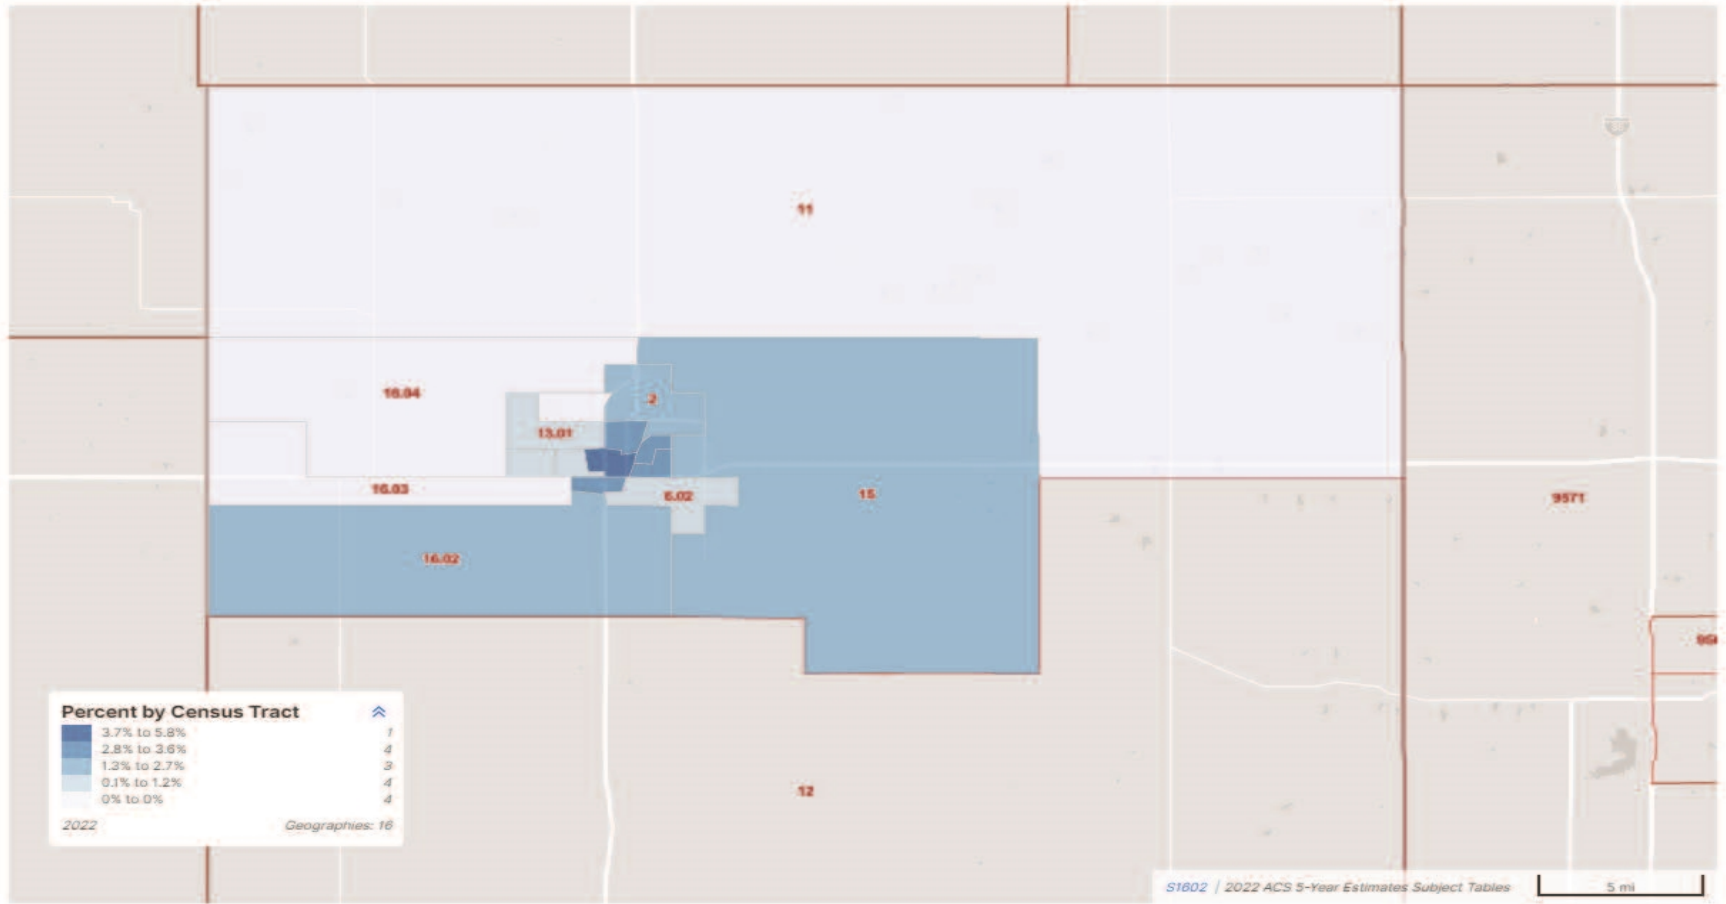 11
16.04
2
13.01
16.03
6.02
15
9571
16.02
12
Percent by Census Tract
3.7% to 5.8% 1
2.8% to 3.6% 4
1.3% to 2.7% 3
0.1% to 1.2% 4
0% to 0% 4
2022 Geographies: 16
S1602 / 2022 ACS 5-Year Estimates Subject Tables
5 mi